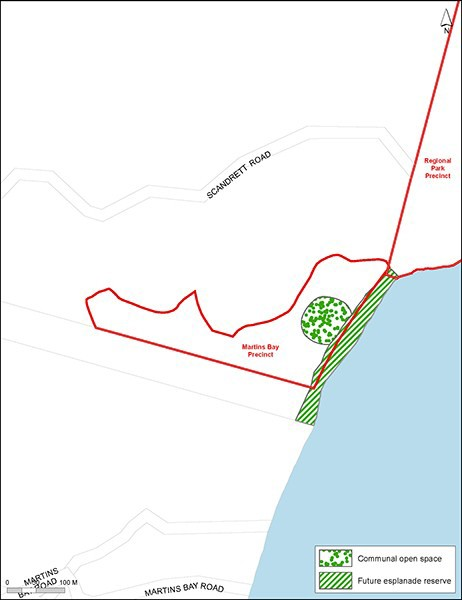 N
SCANDRETT ROAD
Regional
Park
Precinct
Martins Bay
Precinct
Communal open space
Future esplanade reserve
MARTINS
BAY ROAD
0
100 M
MARTINS BAY ROAD